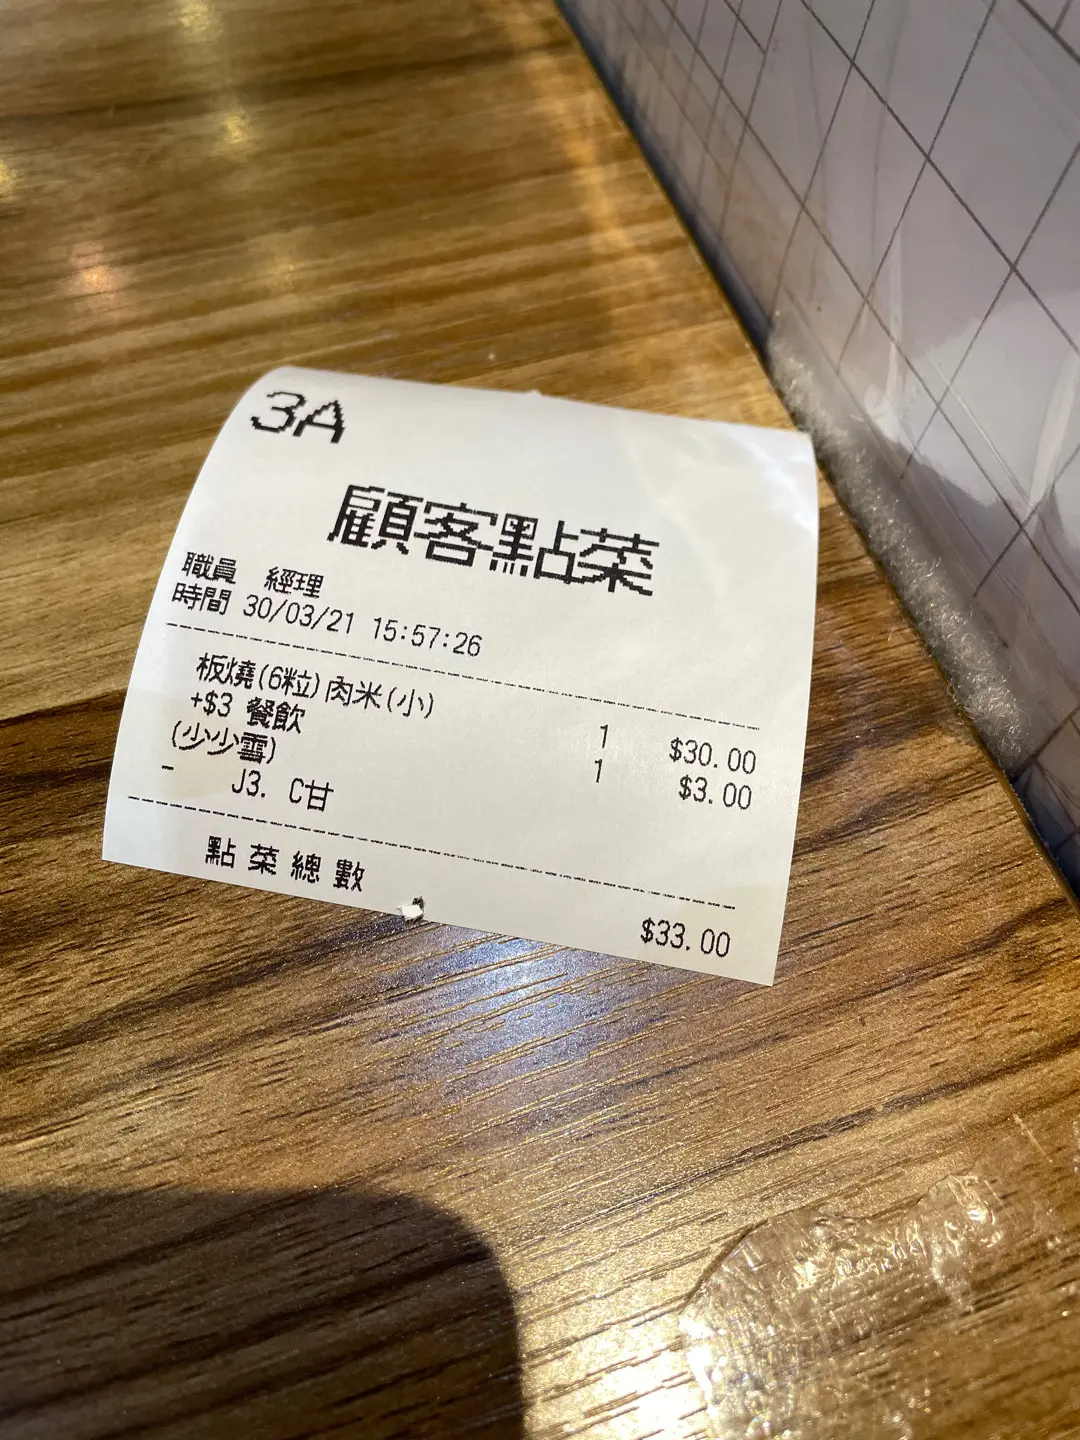 3A
顧客點菜
職員 經理
時間 30/03/21 15:57:26
板燒(6粒)肉米(小) 1 $30.00
+$3 餐飲 1 $3.00
(少少雪)
- J3. C甘
點菜總數 $33.00